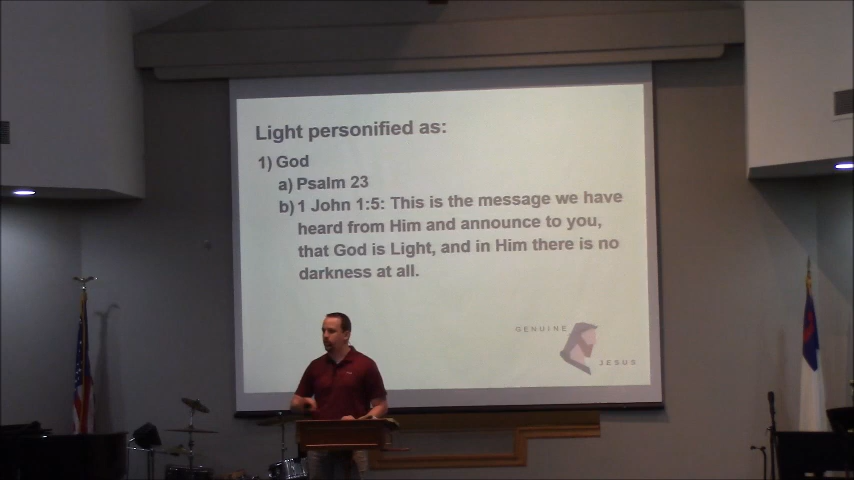 Light personified as:
1) God
a) Psalm 23
b) 1 John 1:5: This is the message we have
heard from Him and announce to you,
that God is Light, and in Him there is no
darkness at all.
GENUINE
JESUS